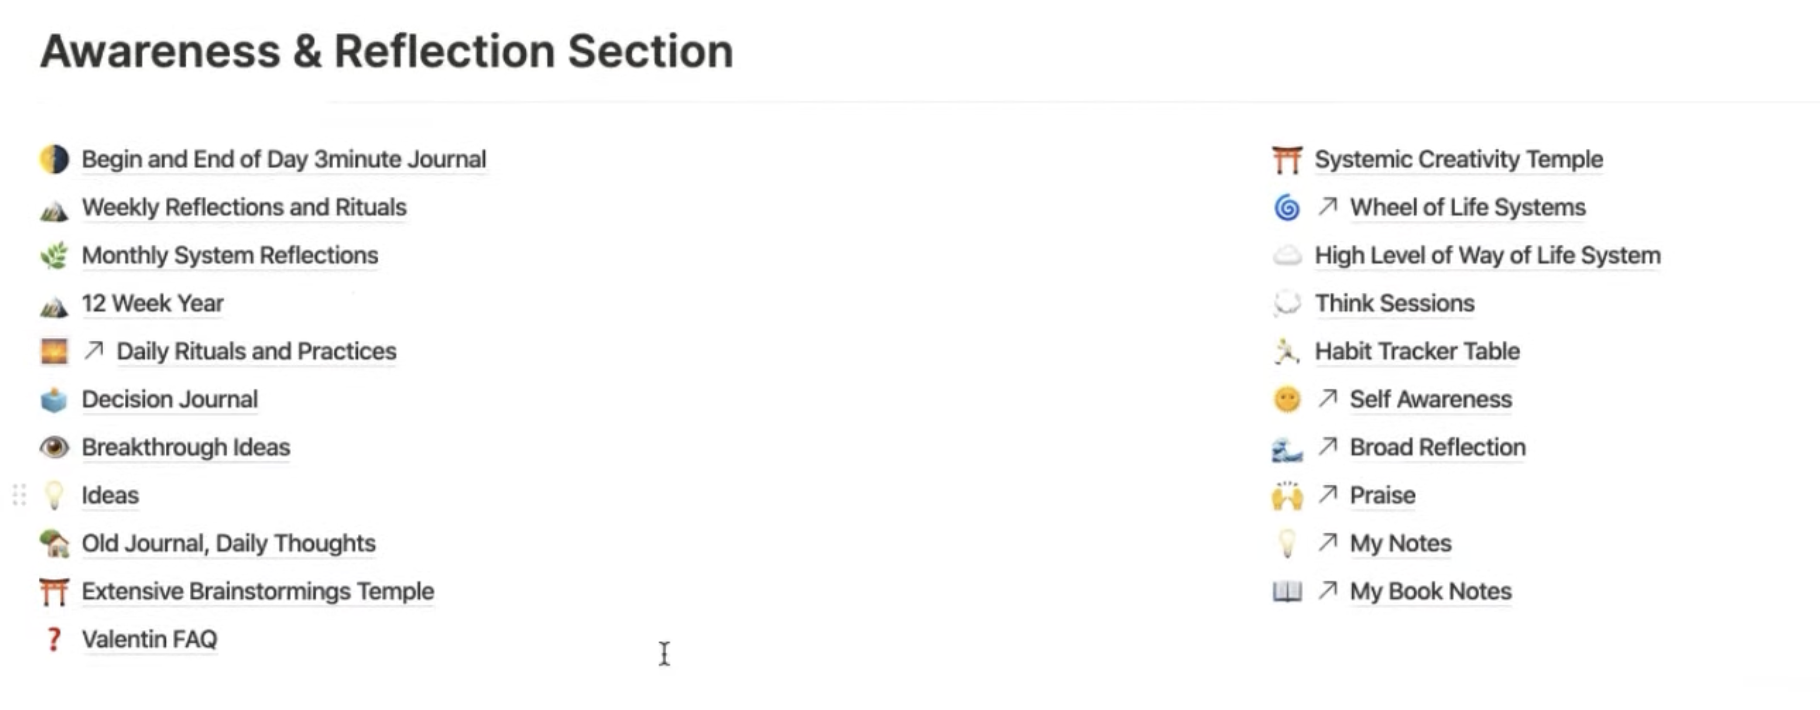 Awareness & Reflection Section
Begin and End of Day 3minute Journal
Weekly Reflections and Rituals
Monthly System Reflections
12 Week Year
Daily Rituals and Practices
Decision Journal
Breakthrough Ideas
Ideas
Old Journal, Daily Thoughts
Extensive Brainstormings Temple
Valentin FAQ
Systemic Creativity Temple
Wheel of Life Systems
High Level of Way of Life System
Think Sessions
Habit Tracker Table
Self Awareness
Broad Reflection
Praise
My Notes
My Book Notes